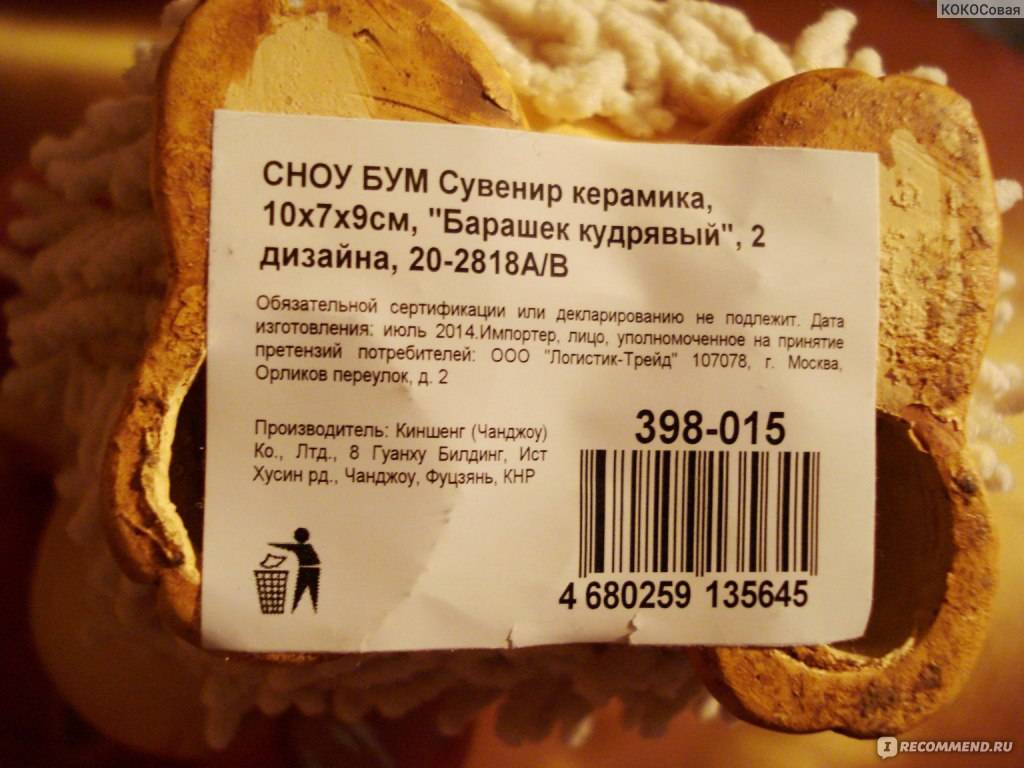 КОКОСовая
СНОУ БУМ Сувенир керамика,
10х7х9см, "Барашек кудрявый", 2
дизайна, 20-2818А/В
Обязательной сертификации или декларированию не подлежит. Дата
изготовления: июль 2014.Импортер, лицо, уполномоченное на принятие
претензий потребителей: ООО "Логистик-Трейд" 107078, г. Москва,
Орликов переулок, д. 2
Производитель: Киншенг (Чанджоу)
Ко., Лтд., 8 Гуанху Билдинг, Ист
Хусин рд., Чанджоу, Фуцзянь, КНР
398-015
4 680259 135645
IRECOMMEND.RU